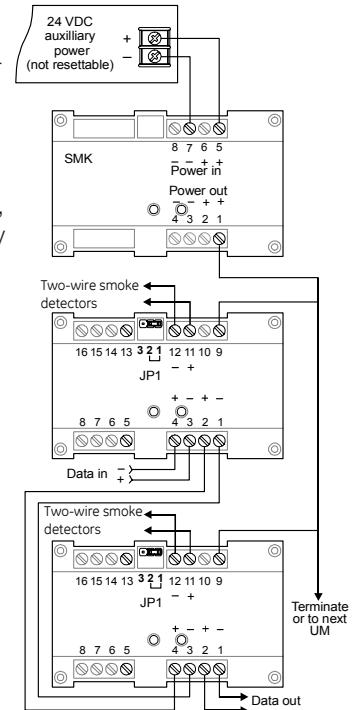 24 VDC
auxilliary
power
(not resettable)
+
–
8 7 6 5
– – + +
SMK
Power in
Power out
– – + +
4 3 2 1
Two-wire smoke
detectors
16 15 14 13 3 2 1 12 11 10 9
– +
JP1
+ – + –
8 7 6 5 4 3 2 1
Data in –
+
Two-wire smoke
detectors
16 15 14 13 3 2 1 12 11 10 9
– +
JP1
+ – + –
8 7 6 5 4 3 2 1
Terminate
or to next
UM
Data out